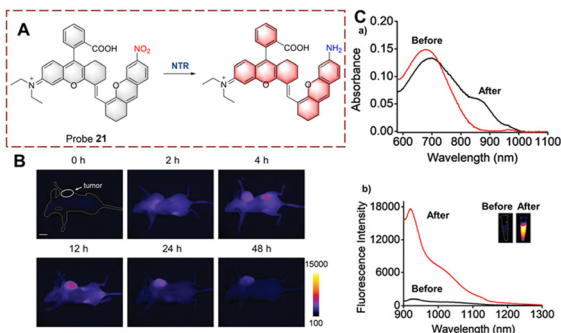 A
COOH
NO₂
NTR
COOH
NH₂
O
O
O
O
N
+
N
+
Probe 21
B
0 h
2 h
4 h
tumor
12 h
24 h
48 h
15000
100
C
a)
Before
After
Absorbance
0.20
0.15
0.10
0.05
0.00
600 700 800 900 1000 1100
Wavelength (nm)
b)
Before After
After
Before
Fluorescence Intensity
18000
12000
6000
0
900 1000 1100 1200 1300
Wavelength (nm)